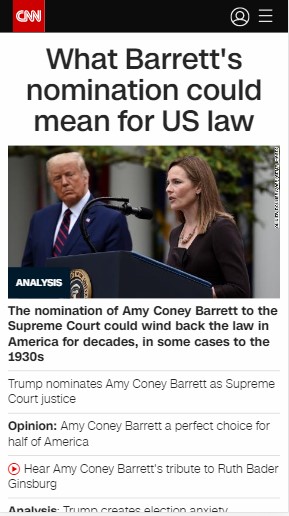 CNN
What Barrett's
nomination could
mean for US law
ANALYSIS
The nomination of Amy Coney Barrett to the
Supreme Court could wind back the law in
America for decades, in some cases to the
1930s
Trump nominates Amy Coney Barrett as Supreme
Court justice
Opinion: Amy Coney Barrett a perfect choice for
half of America
Hear Amy Coney Barrett's tribute to Ruth Bader
Ginsburg
Analysis: Trump creates election anxiety